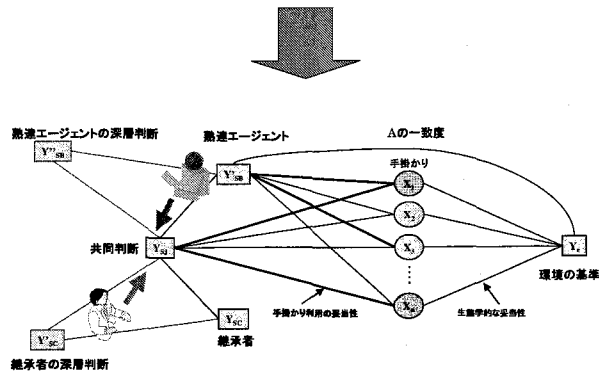 熟達エージェントの深層判断
熟達エージェント
Aの一致度
手掛かり
Y''SB
Y'SB
X1
X2
X3
共同判断
YSJ
Ye
環境の基準
手掛かり利用の妥当性
生態学的な妥当性
Y'SC
YSC
継承者
継承者の深層判断